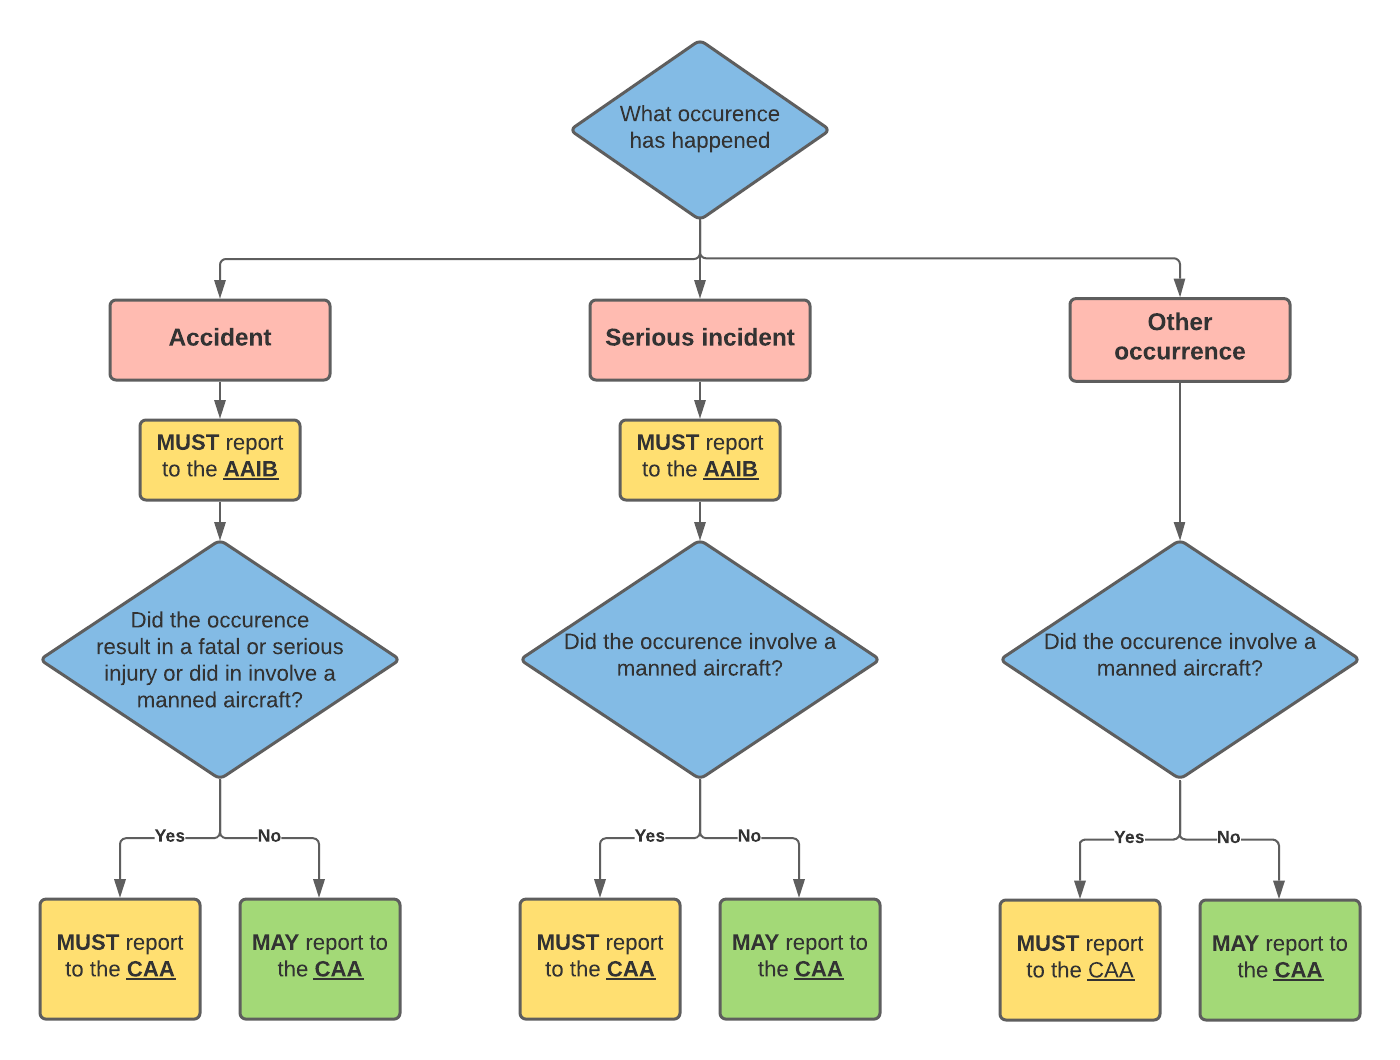 What occurence
has happened
Accident
Serious incident
Other
occurrence
MUST report
to the AAIB
MUST report
to the AAIB
Did the occurence
result in a fatal or serious
injury or did in involve a
manned aircraft?
Did the occurence involve a
manned aircraft?
Did the occurence involve a
manned aircraft?
Yes
No
Yes
No
Yes
No
MUST report
to the CAA
MAY report to
the CAA
MUST report
to the CAA
MAY report to
the CAA
MUST report
to the CAA
MAY report to
the CAA